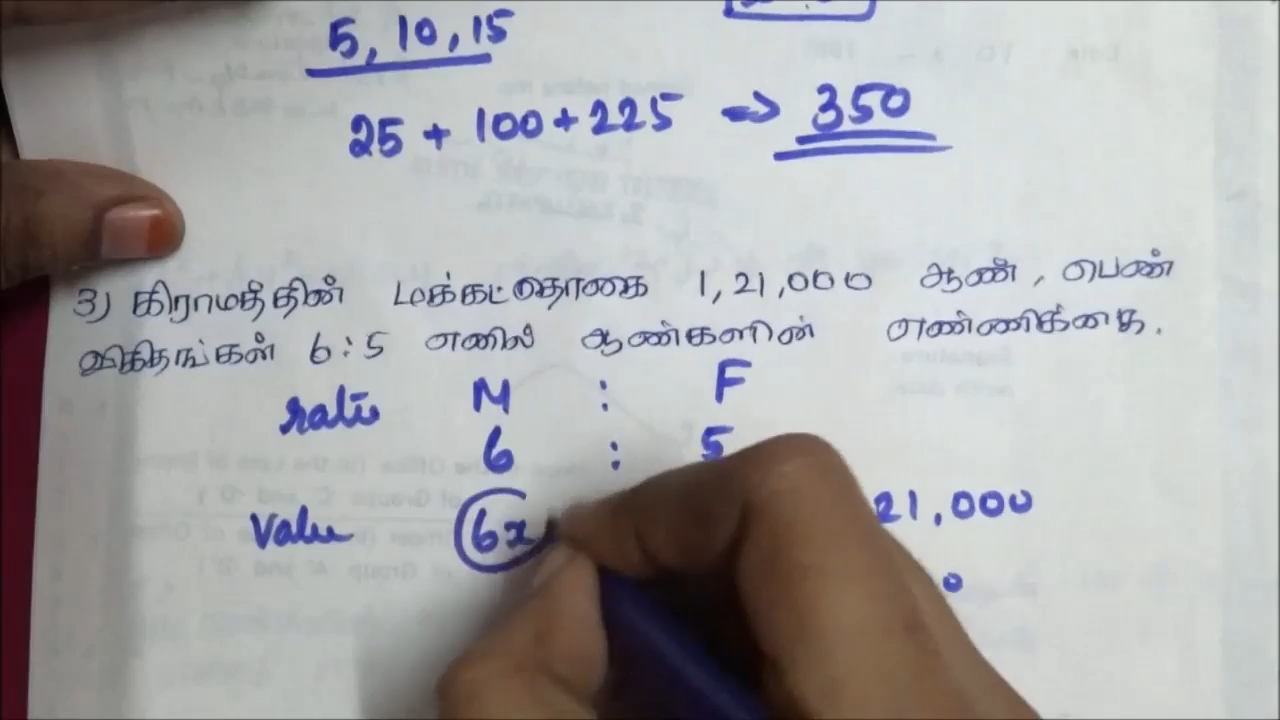 5, 10, 15
25 + 100 + 225 => 350
3) கிராமத்தின் மக்கட்தொகை 1,21,000 ஆண், பெண்
விகிதங்கள் 6:5 எனில் ஆண்களின் எண்ணிக்கை.
ratio M : F
6 : 5
Value 6x 21,000